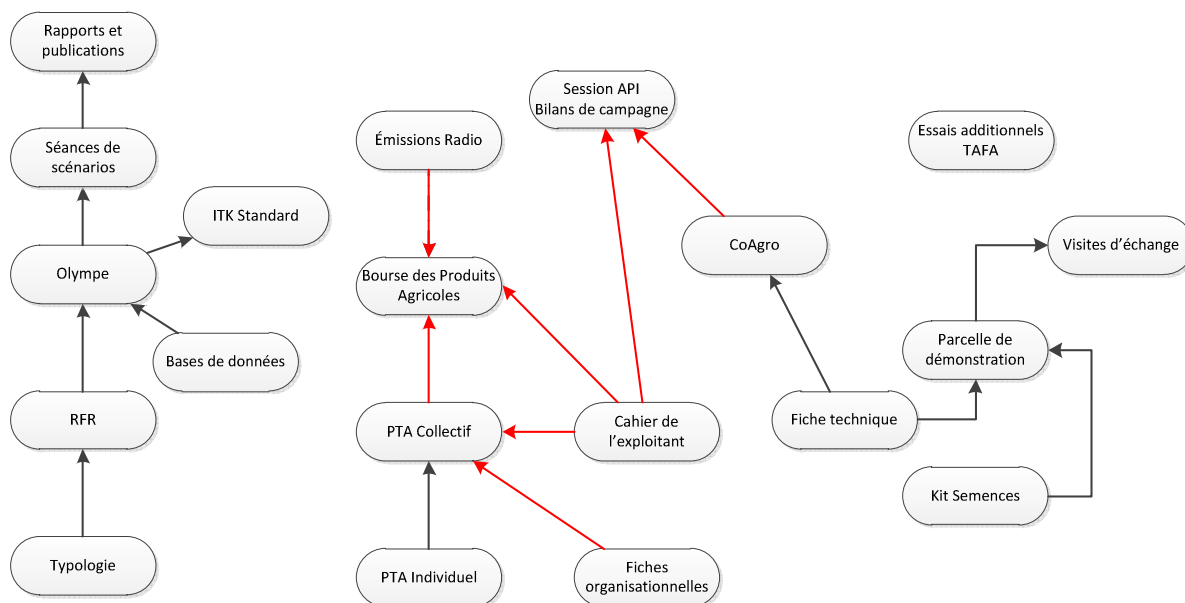 Rapports et
publications
Session API
Bilans de campagne
Émissions Radio
Essais additionnels
TAFA
Séances de
scénarios
ITK Standard
CoAgro
Visites d’échange
Olympe
Bourse des Produits
Agricoles
Bases de données
Parcelle de
démonstration
RFR
PTA Collectif
Cahier de
l’exploitant
Fiche technique
Kit Semences
Typologie
PTA Individuel
Fiches
organisationnelles